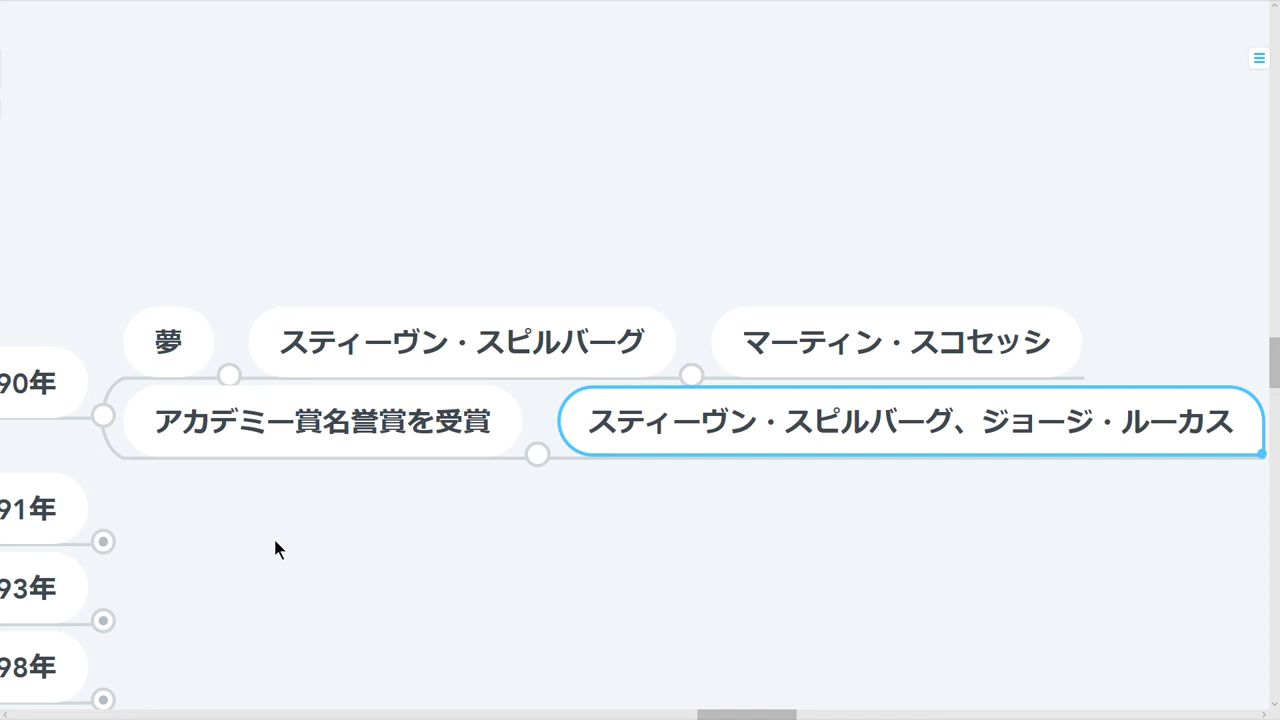 夢
スティーヴン・スピルバーグ
マーティン・スコセッシ
90年
アカデミー賞名誉賞を受賞
スティーヴン・スピルバーグ、ジョージ・ルーカス
91年
93年
98年